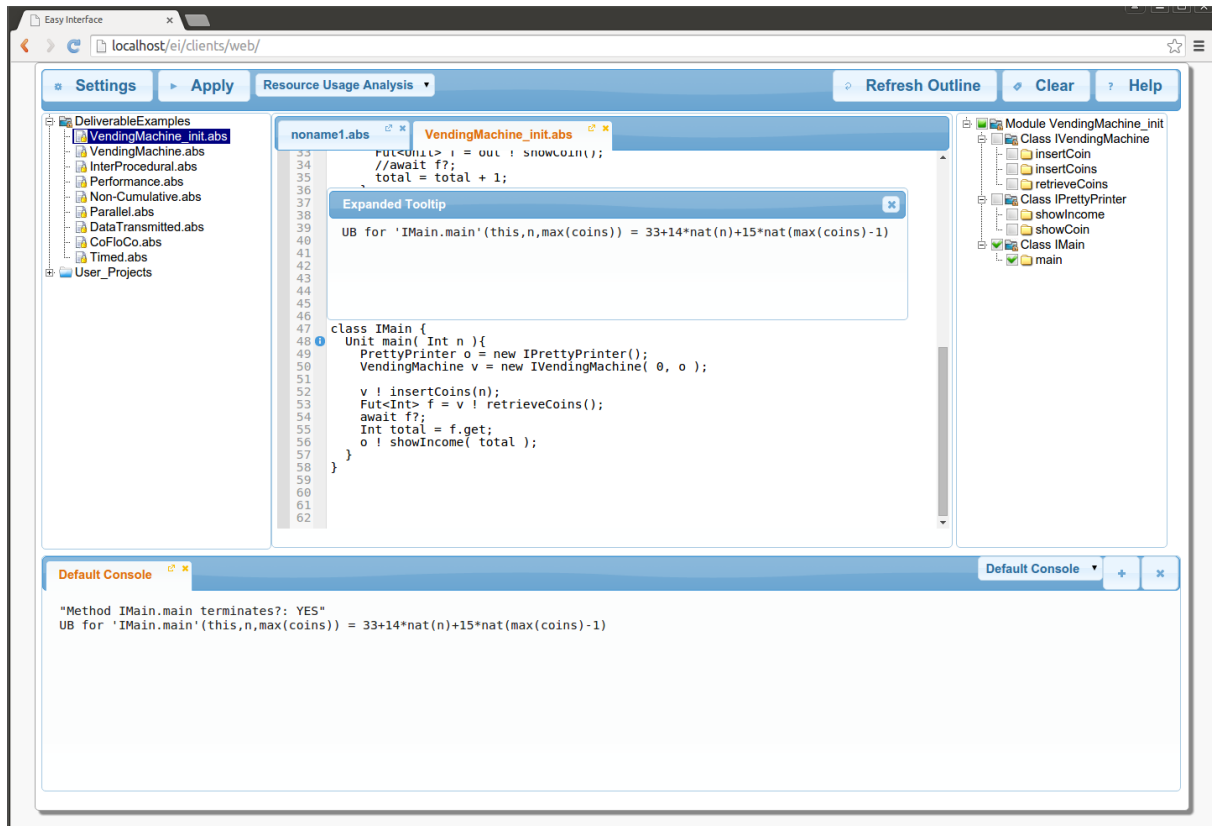 Easy Interface
localhost/ei/clients/web/
Settings
Apply
Resource Usage Analysis
Refresh Outline
Clear
? Help
DeliverableExamples
VendingMachine_init.abs
VendingMachine.abs
InterProcedural.abs
Performance.abs
Non-Cumulative.abs
Parallel.abs
DataTransmitted.abs
CoFloCo.abs
Timed.abs
User_Projects
noname1.abs
VendingMachine_init.abs
33 Fut<Unit> f = out ! showCoin();
34 //await f?;
35 total = total + 1;
36 }
37
38
39
40
41
42
43
44
45
46
Expanded Tooltip
UB for 'IMain.main'(this,n,max(coins)) = 33+14*nat(n)+15*nat(max(coins)-1)
47 class IMain {
48 Unit main( Int n ){
49 PrettyPrinter o = new IPrettyPrinter();
50 VendingMachine v = new IVendingMachine( 0, o );
51
52 v ! insertCoins(n);
53 Fut<Int> f = v ! retrieveCoins();
54 await f?;
55 Int total = f.get;
56 o ! showIncome( total );
57 }
58 }
59
60
61
62
Module VendingMachine_init
Class IVendingMachine
insertCoin
insertCoins
retrieveCoins
Class IPrettyPrinter
showIncome
showCoin
Class IMain
main
Default Console
Default Console
"Method IMain.main terminates?: YES"
UB for 'IMain.main'(this,n,max(coins)) = 33+14*nat(n)+15*nat(max(coins)-1)